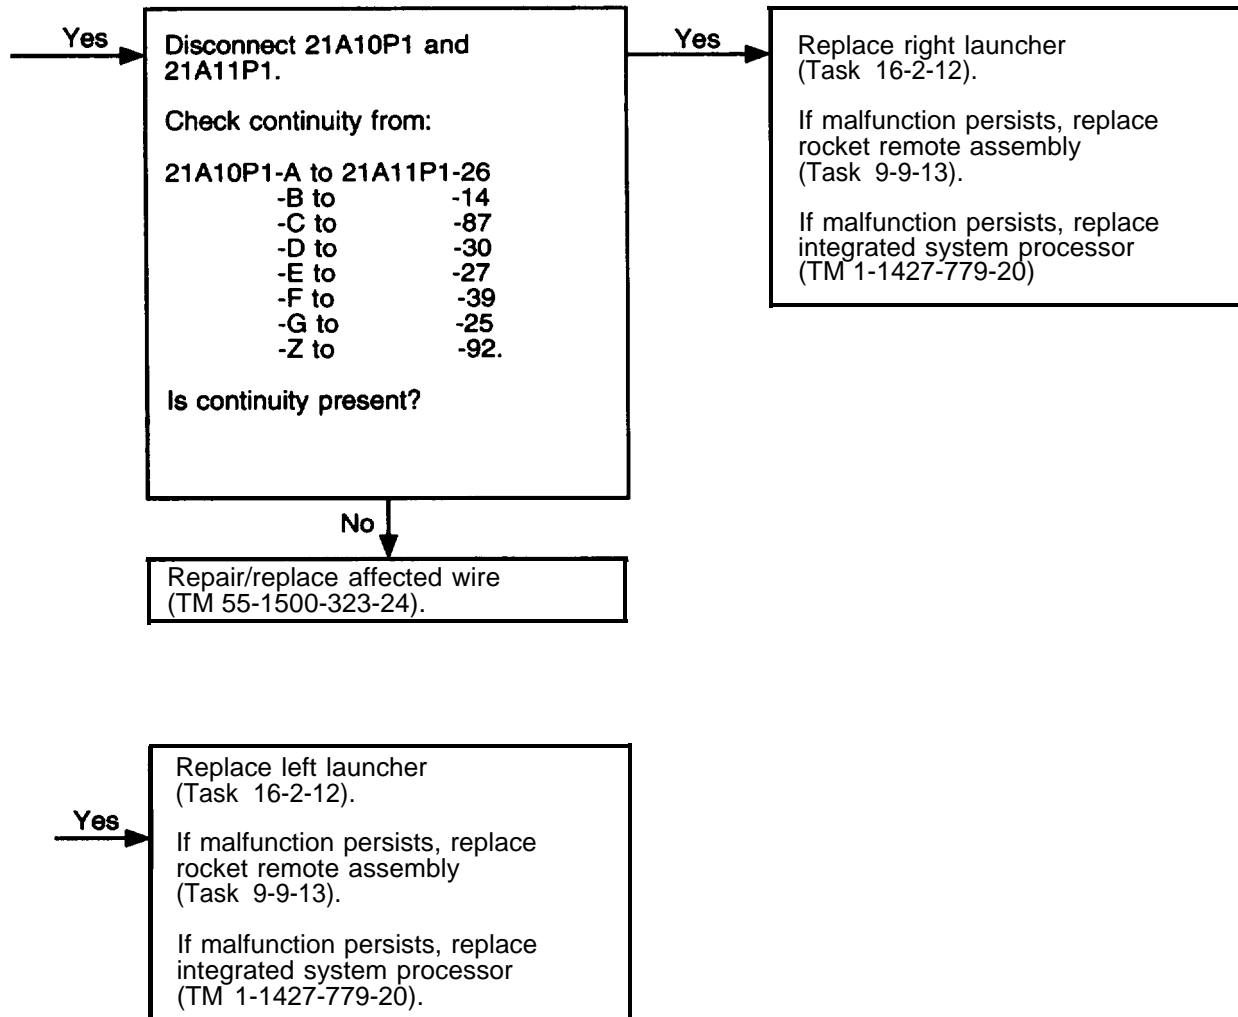 Yes
Disconnect 21A10P1 and
21A11P1.
Check continuity from:
21A10P1-A to 21A11P1-26
-B to -14
-C to -87
-D to -30
-E to -27
-F to -39
-G to -25
-Z to -92.
Is continuity present?
Yes
Replace right launcher
(Task 16-2-12).
If malfunction persists, replace
rocket remote assembly
(Task 9-9-13).
If malfunction persists, replace
integrated system processor
(TM 1-1427-779-20)
No
Repair/replace affected wire
(TM 55-1500-323-24).
Yes
Replace left launcher
(Task 16-2-12).
If malfunction persists, replace
rocket remote assembly
(Task 9-9-13).
If malfunction persists, replace
integrated system processor
(TM 1-1427-779-20).